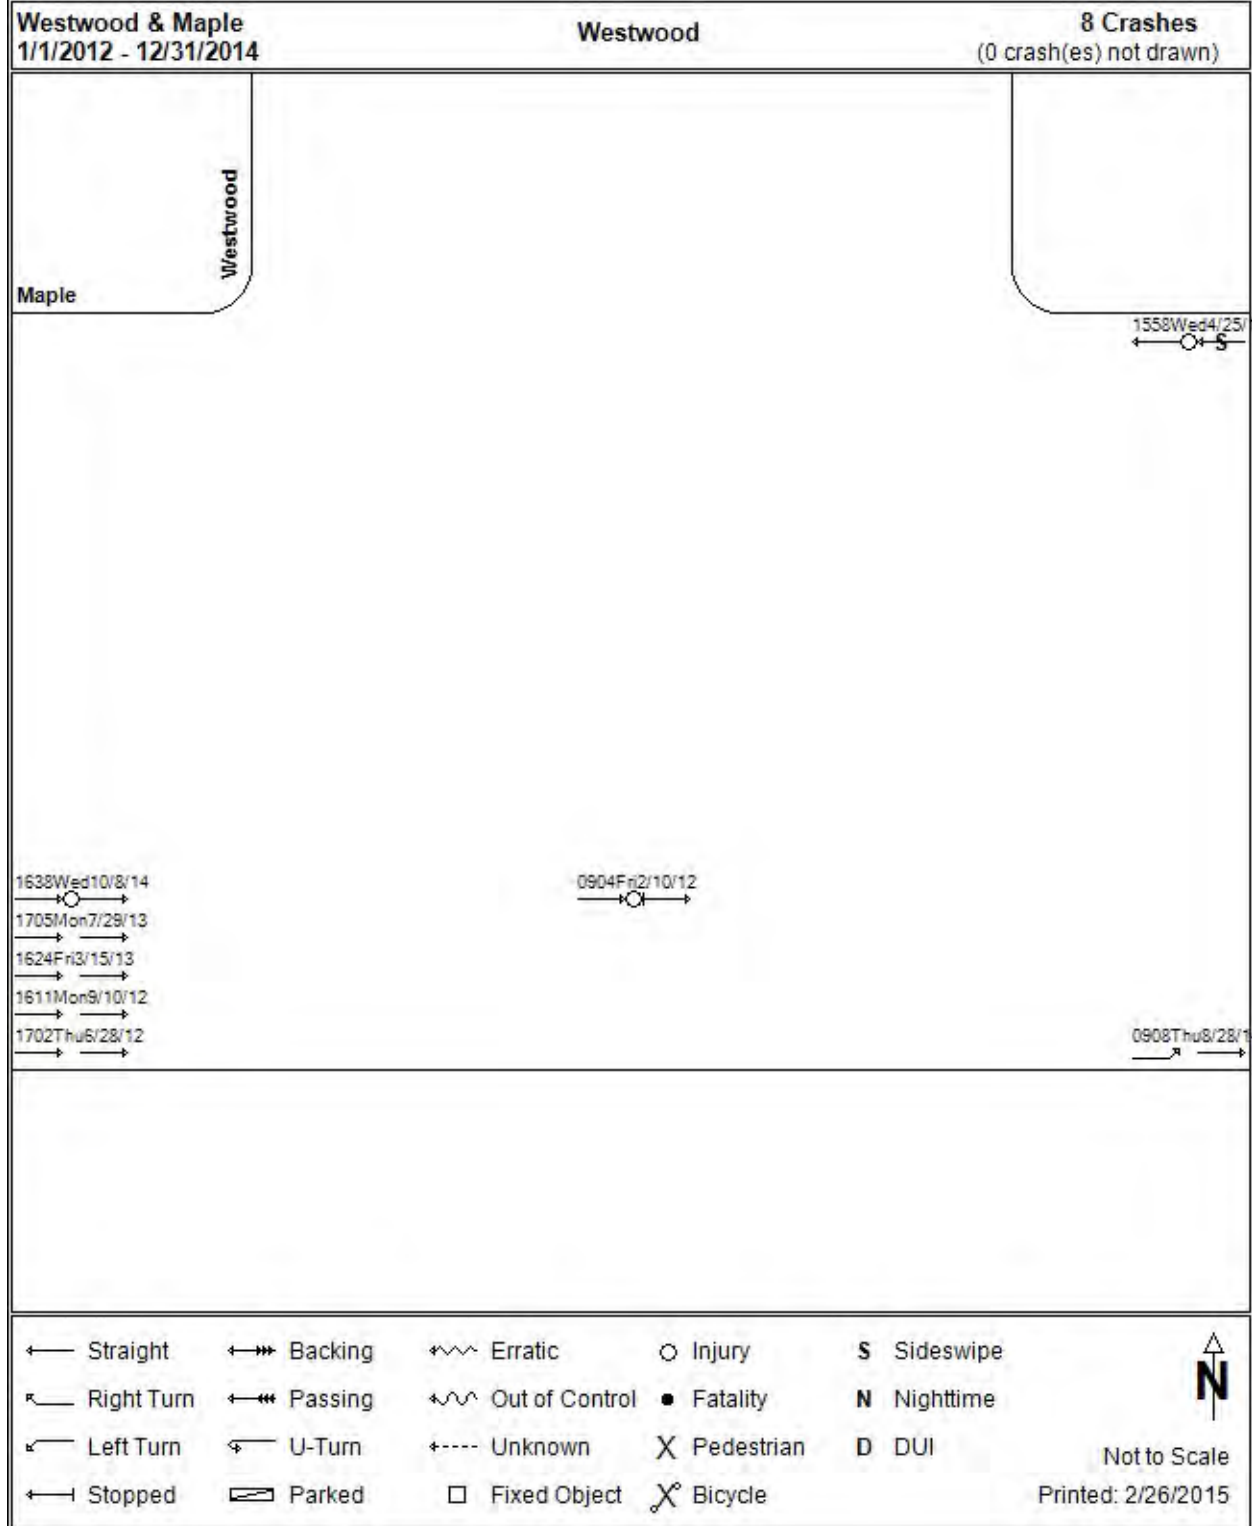 Westwood & Maple
1/1/2012 - 12/31/2014
Westwood
8 Crashes
(0 crash(es) not drawn)
Westwood
Maple
1558Wed4/25/
S
1638Wed10/8/14
0904Fri2/10/12
1705Mon7/29/13
1624Fri3/15/13
1611Mon9/10/12
1702Thu6/28/12
0908Thu8/28/1
Straight
Backing
Erratic
Injury
S Sideswipe
Right Turn
Passing
Out of Control
Fatality
N Nighttime
Left Turn
U-Turn
Unknown
Pedestrian
D DUI
Stopped
Parked
Fixed Object
Bicycle
N
Not to Scale
Printed: 2/26/2015